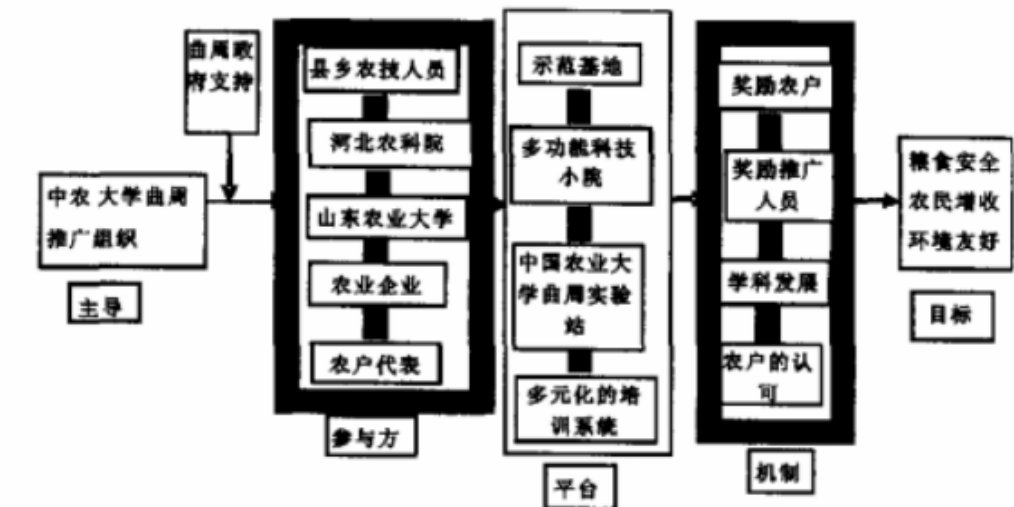 曲周政
府支持
中农 大学曲周
推广组织
主导
县乡农技人员
河北农科院
山东农业大学
农业企业
农户代表
参与方
示范基地
多功能科技
小院
中国农业大
学曲周实验
站
多元化的培
训系统
平台
奖励农户
奖励推广
人员
学科发展
农户的认
可
机制
粮食安全
农民增收
环境友好
目标